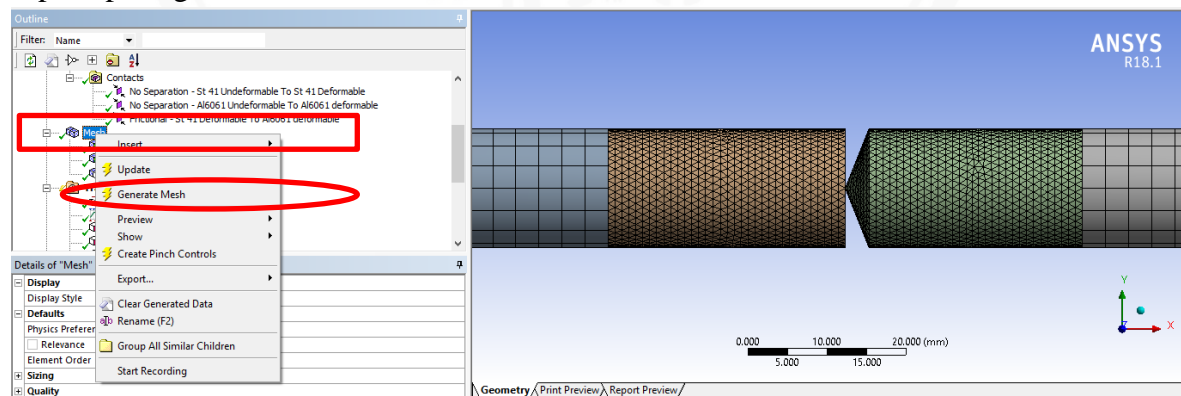 Outline
Filter: Name
Contacts
No Separation - St 41 Undeformable To St 41 Deformable
No Separation - Al6061 Undeformable To Al6061 deformable
Frictional - St 41 Deformable To Al6061 deformable
Mesh
Insert
Update
Generate Mesh
Preview
Show
Create Pinch Controls
Export...
Clear Generated Data
Rename (F2)
Group All Similar Children
Start Recording
Details of "Mesh"
Display
Display Style
Defaults
Physics Preferen
Relevance
Element Order
Sizing
Quality
ANSYS
R18.1
Y
Z
X
0.000 10.000 20.000 (mm)
5.000 15.000
Geometry Print Preview Report Preview